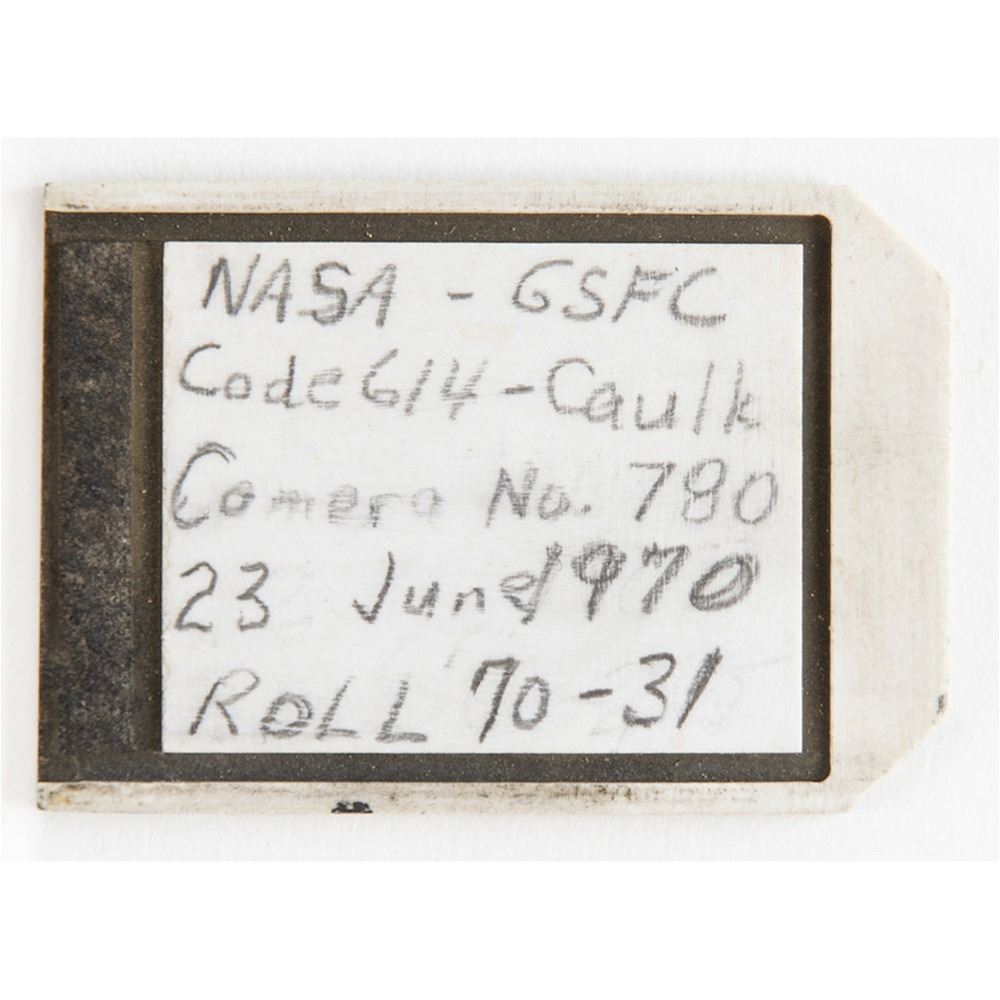 NASA - GSFC
Code 614 - Caulk
Camera No. 780
23 June 1970
ROLL 70-31